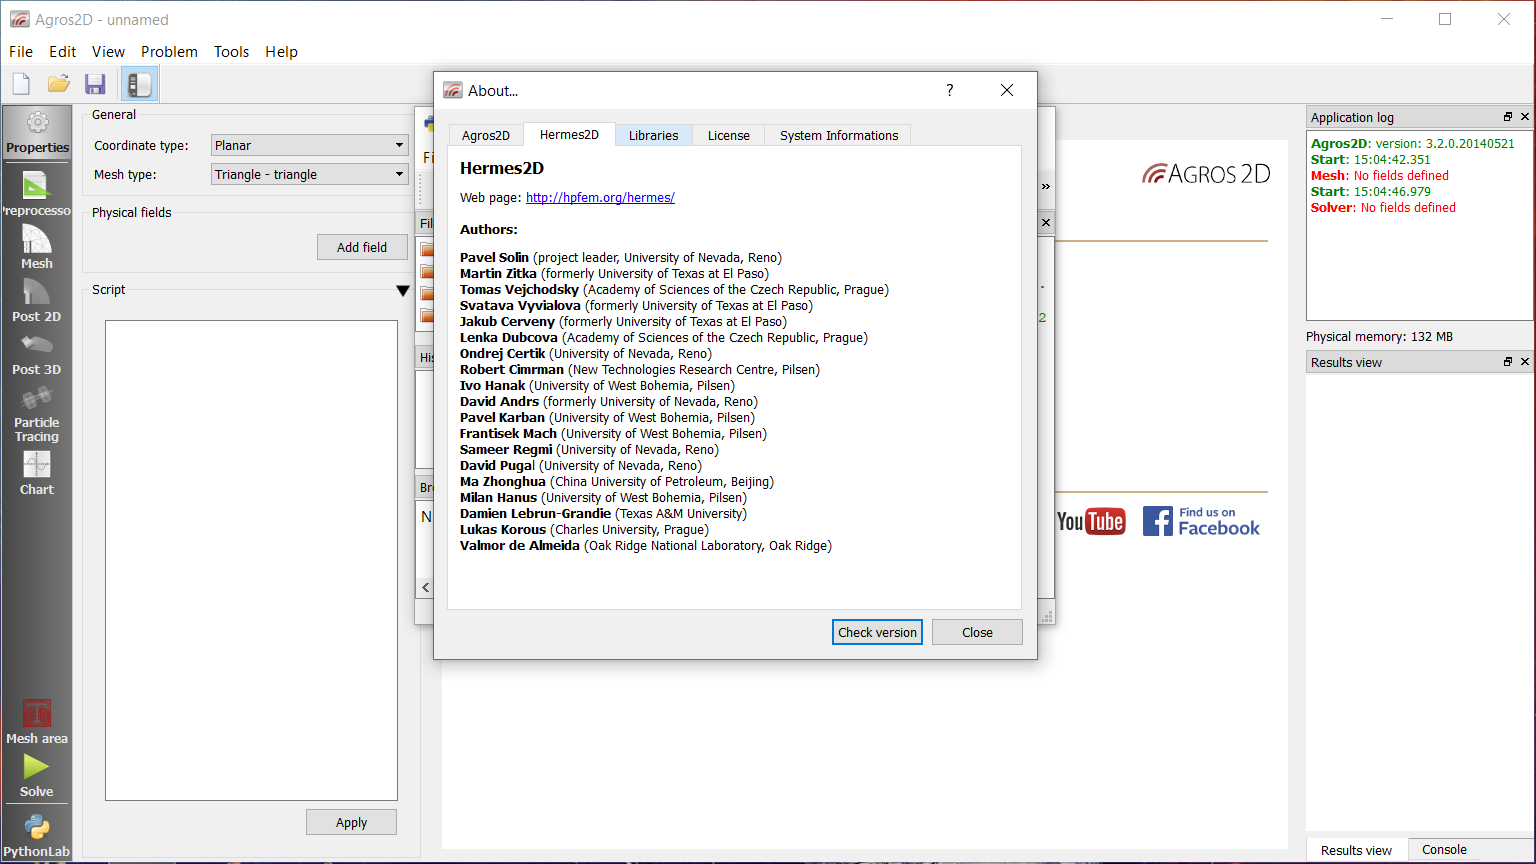 Agros2D - unnamed
File Edit View Problem Tools Help
Properties
Preprocesso
Mesh
Post 2D
Post 3D
Particle
Tracing
Chart
Mesh area
Solve
PythonLab
General
Coordinate type: Planar
Mesh type: Triangle - triangle
Physical fields
Add field
Script
Apply
About...
?
Agros2D Hermes2D Libraries License System Informations
Hermes2D
Web page: http://hpfem.org/hermes/
Authors:
Pavel Solin (project leader, University of Nevada, Reno)
Martin Zitka (formerly University of Texas at El Paso)
Tomas Vejchodsky (Academy of Sciences of the Czech Republic, Prague)
Svatava Vyvialova (formerly University of Texas at El Paso)
Jakub Cerveny (formerly University of Texas at El Paso)
Lenka Dubcova (Academy of Sciences of the Czech Republic, Prague)
Ondrej Certik (University of Nevada, Reno)
Robert Cimrman (New Technologies Research Centre, Pilsen)
Ivo Hanak (University of West Bohemia, Pilsen)
David Andrs (formerly University of Nevada, Reno)
Pavel Karban (University of West Bohemia, Pilsen)
Frantisek Mach (University of West Bohemia, Pilsen)
Sameer Regmi (University of Nevada, Reno)
David Pugal (University of Nevada, Reno)
Ma Zhonghua (China University of Petroleum, Beijing)
Milan Hanus (University of West Bohemia, Pilsen)
Damien Lebrun-Grandie (Texas A&M University)
Lukas Korous (Charles University, Prague)
Valmor de Almeida (Oak Ridge National Laboratory, Oak Ridge)
Check version Close
Fi
Fil
His
Bro
N
2
AGROS 2D
YouTube
Find us on
Facebook
Application log
Agros2D: version: 3.2.0.20140521
Start: 15:04:42.351
Mesh: No fields defined
Start: 15:04:46.979
Solver: No fields defined
Physical memory: 132 MB
Results view
Results view Console